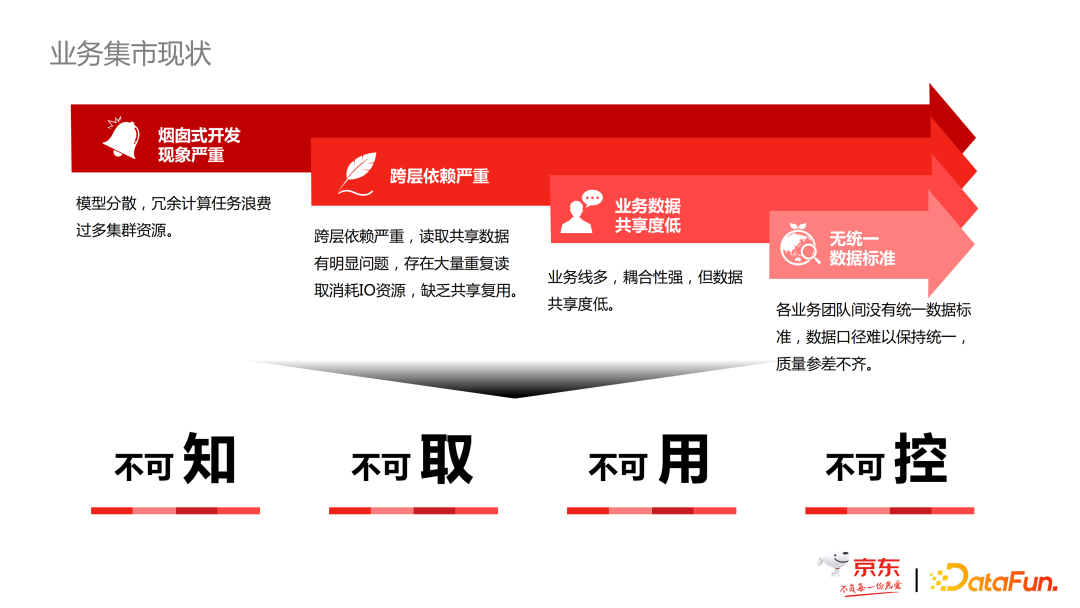 业务集市现状
烟囱式开发
现象严重
模型分散，冗余计算任务浪费
过多集群资源。
跨层依赖严重
跨层依赖严重，读取共享数据
有明显问题，存在大量重复读
取消耗IO资源，缺乏共享复用。
业务数据
共享度低
业务线多，耦合性强，但数据
共享度低。
无统一
数据标准
各业务团队间没有统一数据标
准，数据口径难以保持统一，
质量参差不齐。
不可知
不可取
不可用
不可控
京东
不负每一份热爱
DataFun.